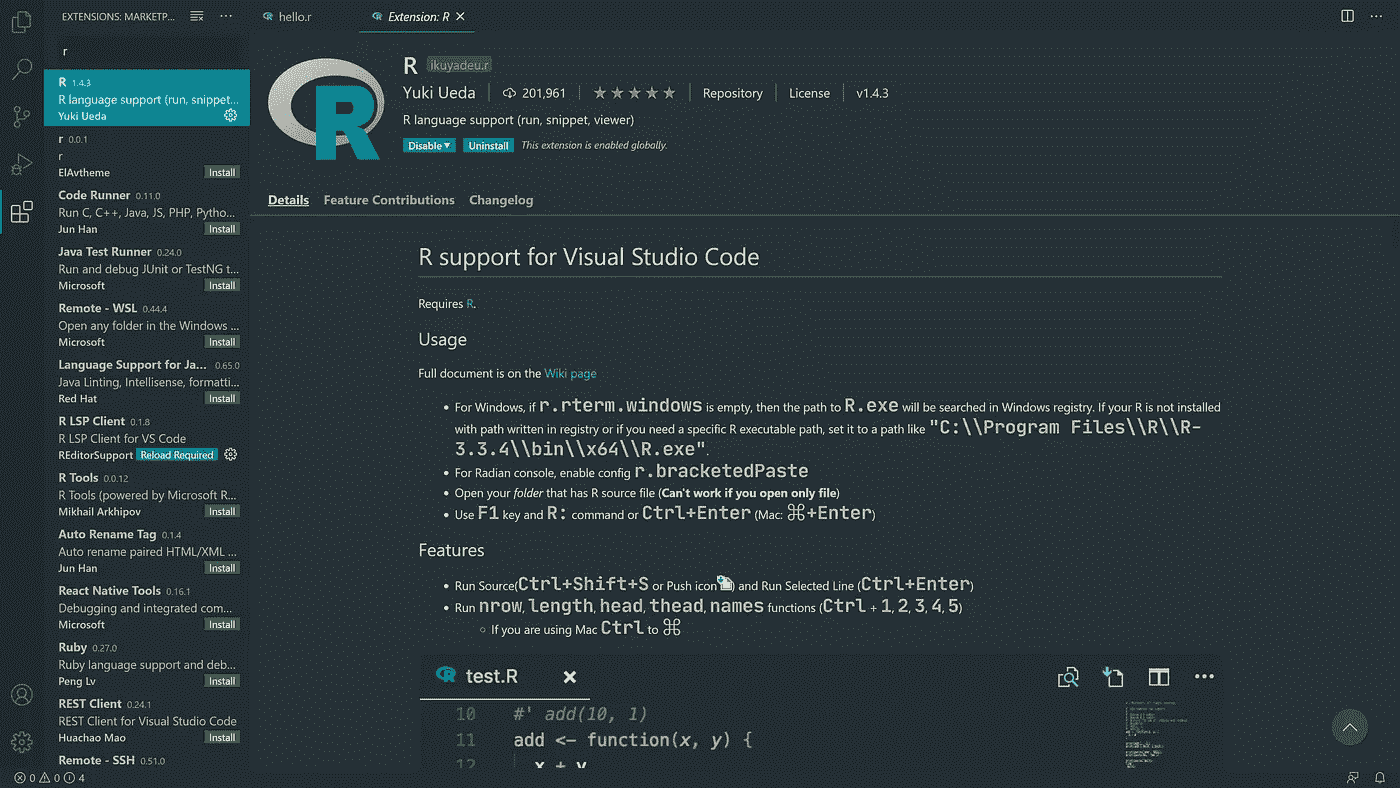 EXTENSIONS: MARKETP...
hello.r
Extension: R
r
R 1.4.3
R language support (run, snippet...
Yuki Ueda
r 0.0.1
r
ElAvtheme Install
Code Runner 0.11.0
Run C, C++, Java, JS, PHP, Pytho...
Jun Han Install
Java Test Runner 0.24.0
Run and debug JUnit or TestNG t...
Microsoft Install
Remote - WSL 0.44.4
Open any folder in the Windows ...
Microsoft Install
Language Support for Ja... 0.65.0
Java Linting, Intellisense, formatti...
Red Hat Install
R LSP Client 0.1.8
R LSP Client for VS Code
REditorSupport Reload Required
R Tools 0.0.12
R Tools (powered by Microsoft R...
Mikhail Arkhipov Install
Auto Rename Tag 0.1.4
Auto rename paired HTML/XML ...
Jun Han Install
React Native Tools 0.16.1
Debugging and integrated com...
Microsoft Install
Ruby 0.27.0
Ruby language support and deb...
Peng Lv Install
REST Client 0.24.1
REST Client for Visual Studio Code
Huachao Mao Install
Remote - SSH 0.51.0
R
R ikuyadeu.r
Yuki Ueda 201,961 Repository License v1.4.3
R language support (run, snippet, viewer)
Disable Uninstall This extension is enabled globally.
Details Feature Contributions Changelog
R support for Visual Studio Code
Requires R.
Usage
Full document is on the Wiki page
• For Windows, if r.rterm.windows is empty, then the path to R.exe will be searched in Windows registry. If your R is not installed
with path written in registry or if you need a specific R executable path, set it to a path like "C:\\Program Files\\R\\R-
3.3.4\\bin\\x64\\R.exe".
• For Radian console, enable config r.bracketedPaste
• Open your folder that has R source file (Can't work if you open only file)
• Use F1 key and R: command or Ctrl+Enter (Mac: ⌘+Enter)
Features
• Run Source(Ctrl+Shift+S or Push icon ) and Run Selected Line (Ctrl+Enter)
• Run nrow, length, head, thead, names functions (Ctrl + 1, 2, 3, 4, 5)
○ If you are using Mac Ctrl to ⌘
test.R
10 #' add(10, 1)
11 add <- function(x, y) {
12 x + y
0 0 4